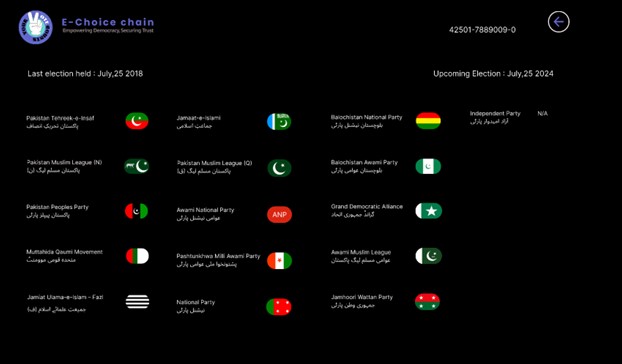 E-Choice chain
Empowering Democracy, Securing Trust
42501-7889009-0
Last election held : July,25 2018
Upcoming Election : July,25 2024
Pakistan Tehreek-e-Insaf
پاکستان تحریکِ انصاف
Pakistan Muslim League (N)
پاکستان مسلم لیگ (ن)
Pakistan Peoples Party
پاکستان پیپلز پارٹی
Muttahida Qaumi Movement
متحدہ قومی موومنٹ
Jamiat Ulama-e-Islam - Fazl
جمیعت علمائے اسلام (ف)
Jamaat-e-Islami
جماعتِ اسلامی
Pakistan Muslim League (Q)
پاکستان مسلم لیگ (ق)
Awami National Party
عوامی نیشنل پارٹی
ANP
Pashtunkhwa Milli Awami Party
پشتونخوا ملی عوامی پارٹی
National Party
نیشنل پارٹی
Balochistan National Party
بلوچستان نیشنل پارٹی
Balochistan Awami Party
بلوچستان عوامی پارٹی
Grand Democratic Alliance
گرانڈ جمہوری اتحاد
Awami Muslim League
عوامی مسلم لیگ پاکستان
Jamhoori Wattan Party
جمہوری وطن پارٹی
Independent Party N/A
آزاد امیدوار پارٹی